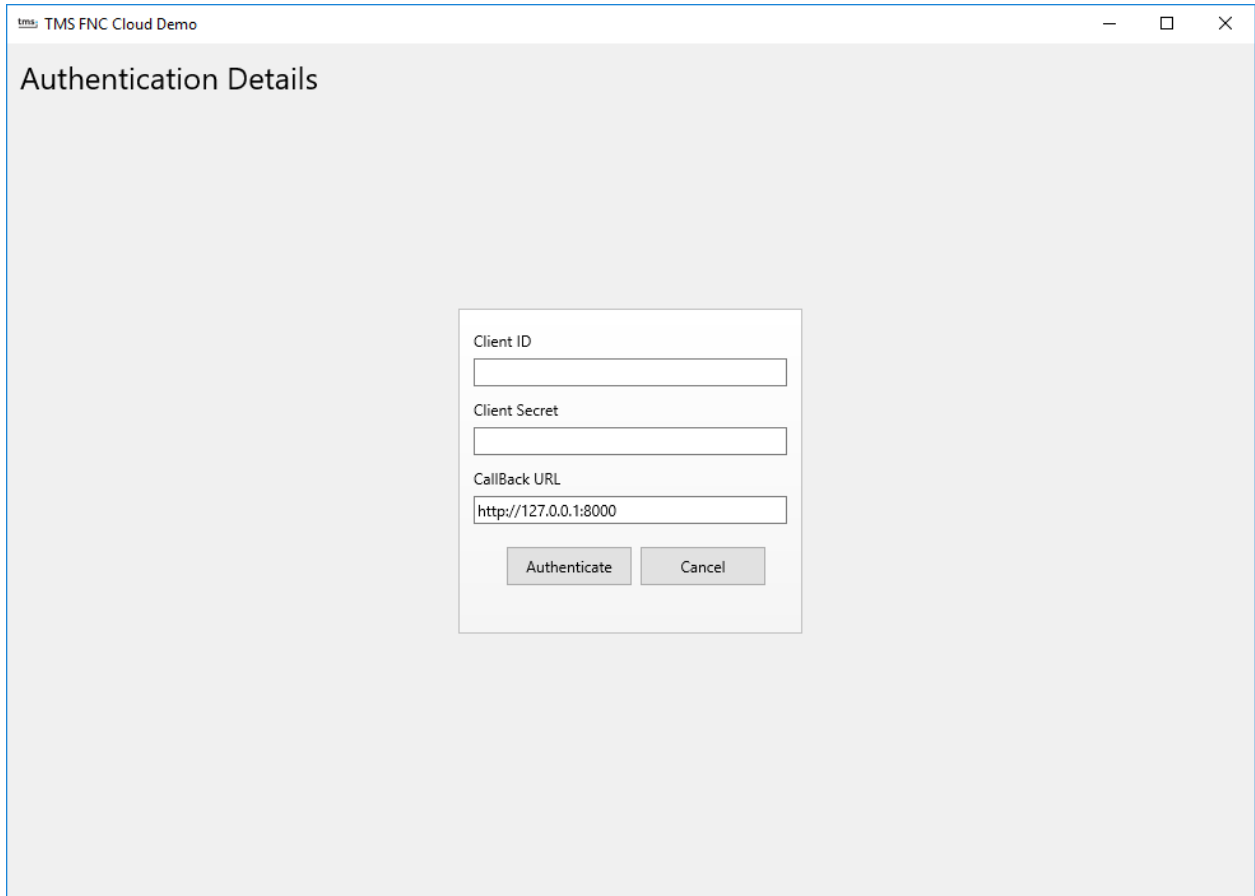 tms; TMS FNC Cloud Demo
Authentication Details
Client ID
Client Secret
CallBack URL
http://127.0.0.1:8000
Authenticate Cancel